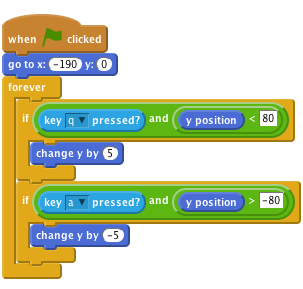 when clicked
go to x: -190 y: 0
forever
if key q pressed? and y position < 80
change y by 5
if key a pressed? and y position > -80
change y by -5